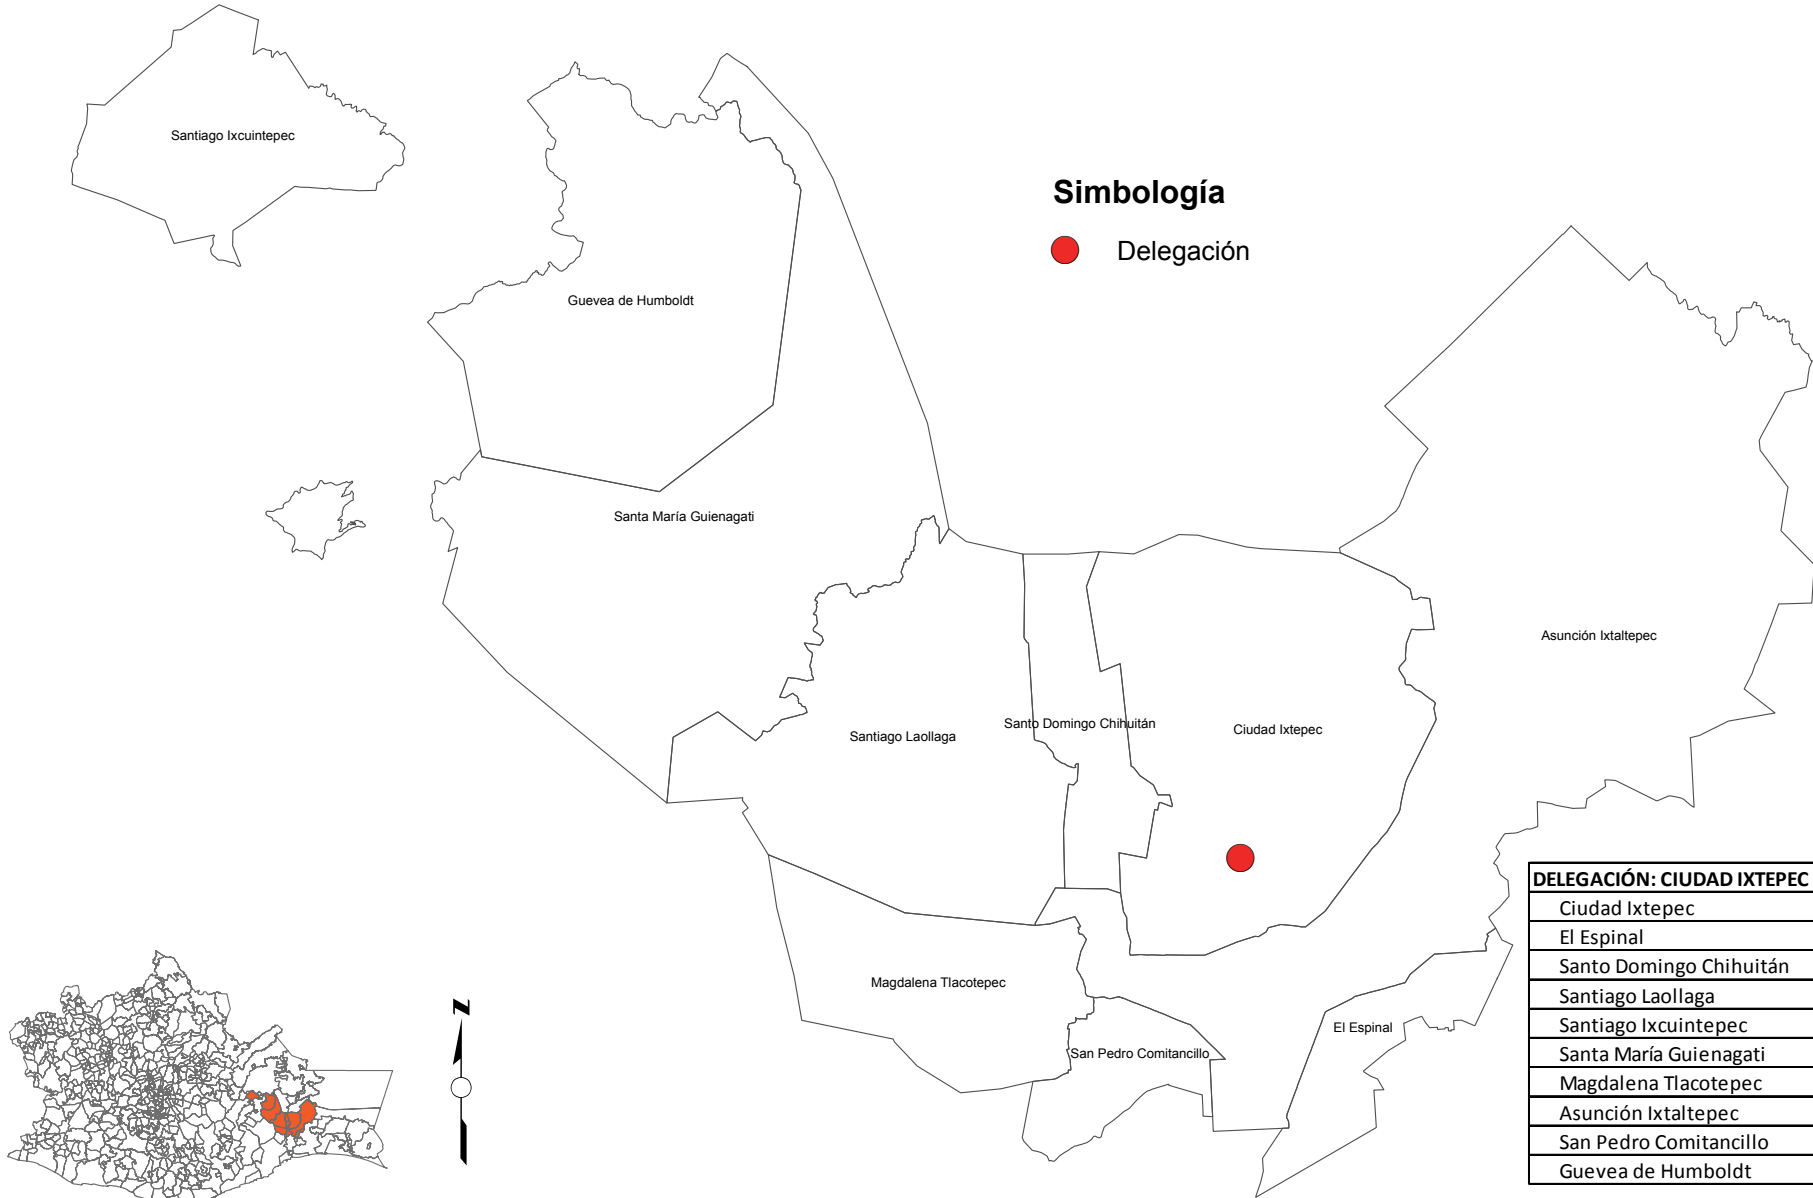 Santiago Ixcuintepec
Simbología
Delegación
Guevea de Humboldt
Santa María Guienagati
Asunción Ixtaltepec
Santo Domingo Chihuitán
Ciudad Ixtepec
Santiago Laollaga
Magdalena Tlacotepec
El Espinal
San Pedro Comitancillo
N
DELEGACIÓN: CIUDAD IXTEPEC
Ciudad Ixtepec
El Espinal
Santo Domingo Chihuitán
Santiago Laollaga
Santiago Ixcuintepec
Santa María Guienagati
Magdalena Tlacotepec
Asunción Ixtaltepec
San Pedro Comitancillo
Guevea de Humboldt